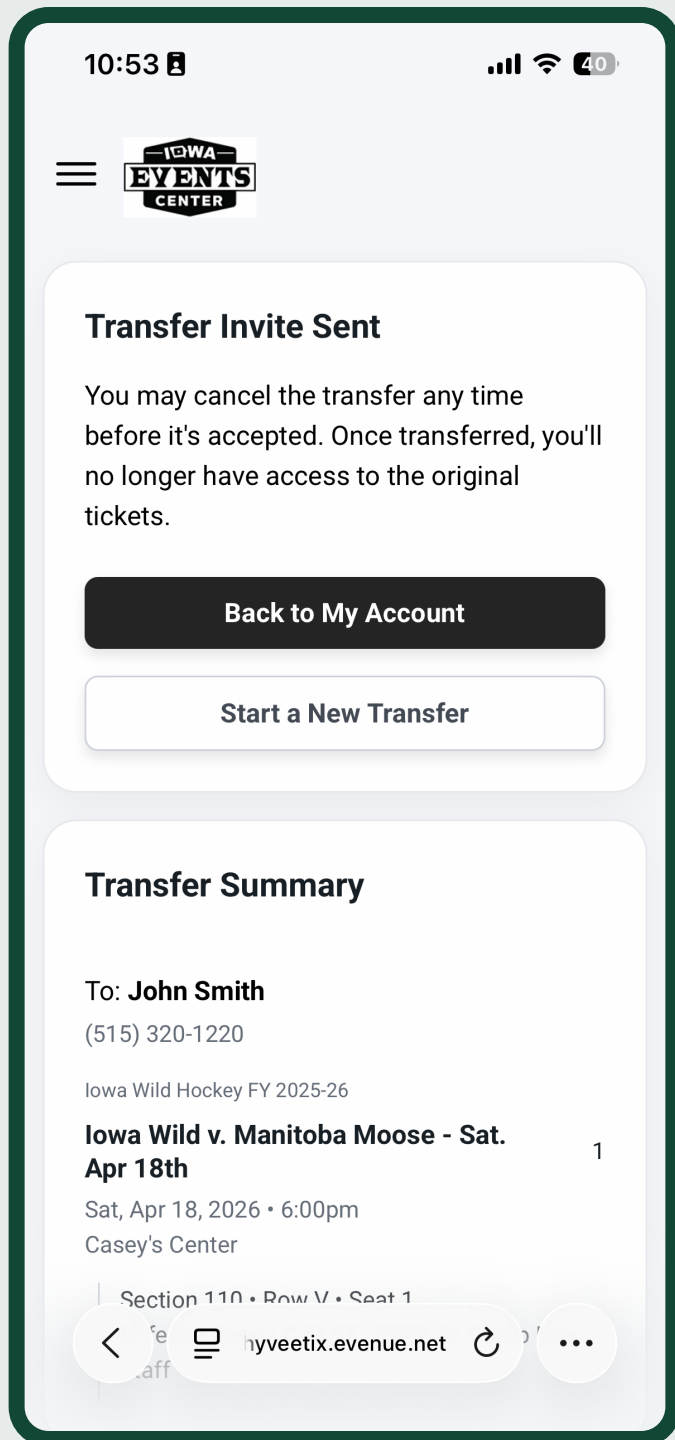 10:53
40
IOWA
EVENTS
CENTER
Transfer Invite Sent
You may cancel the transfer any time
before it's accepted. Once transferred, you'll
no longer have access to the original
tickets.
Back to My Account
Start a New Transfer
Transfer Summary
To: John Smith
(515) 320-1220
Iowa Wild Hockey FY 2025-26
Iowa Wild v. Manitoba Moose - Sat.
Apr 18th
1
Sat, Apr 18, 2026 • 6:00pm
Casey's Center
Section 110 • Row V • Seat 1
hyveetix.evenue.net